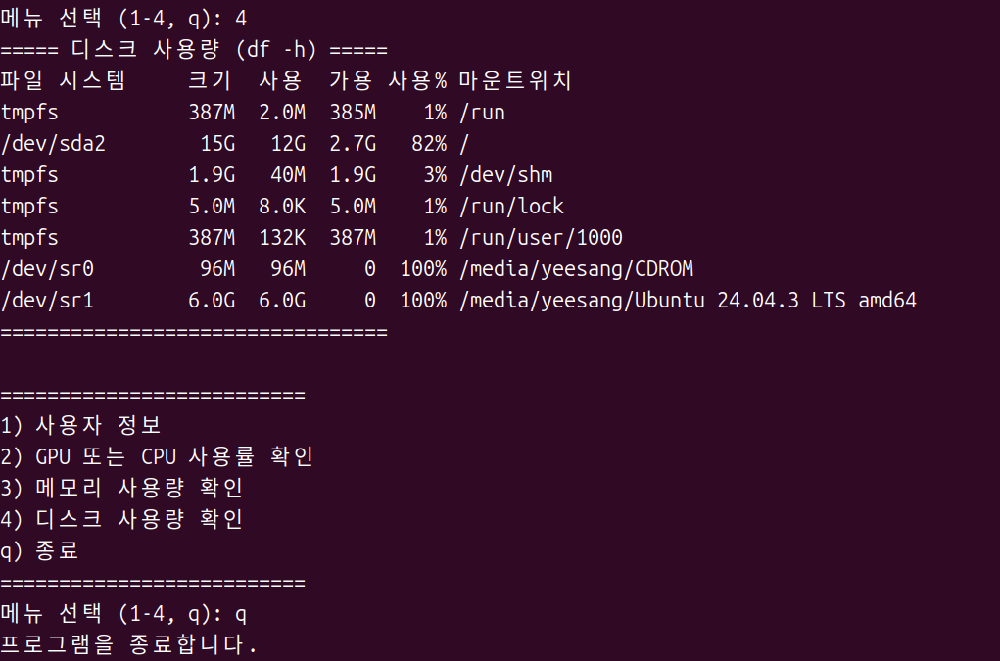 메뉴 선택 (1-4, q): 4
===== 디스크 사용량 (df -h) =====
파일 시스템     크기  사용  가용 사용% 마운트위치
tmpfs           387M  2.0M  385M    1% /run
/dev/sda2        15G   12G  2.7G   82% /
tmpfs           1.9G   40M  1.9G    3% /dev/shm
tmpfs           5.0M  8.0K  5.0M    1% /run/lock
tmpfs           387M  132K  387M    1% /run/user/1000
/dev/sr0         96M   96M     0  100% /media/yeesang/CDROM
/dev/sr1        6.0G  6.0G     0  100% /media/yeesang/Ubuntu 24.04.3 LTS amd64
=================================
==========================
1) 사용자 정보
2) GPU 또는 CPU 사용률 확인
3) 메모리 사용량 확인
4) 디스크 사용량 확인
q) 종료
==========================
메뉴 선택 (1-4, q): q
프로그램을 종료합니다.